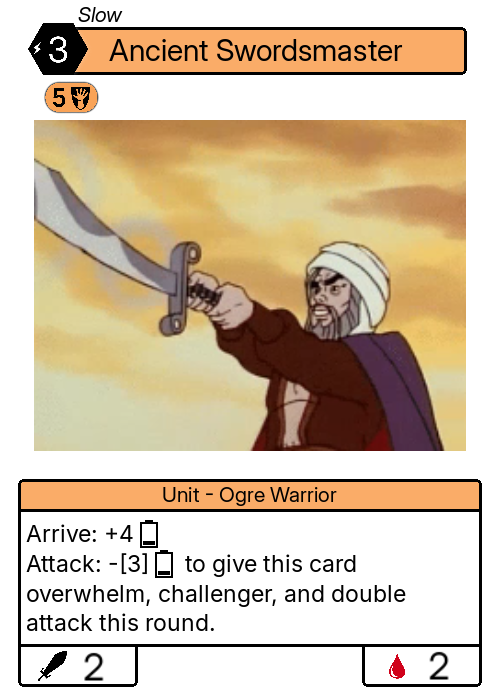 Slow
3 Ancient Swordsmaster
5
Unit - Ogre Warrior
Arrive: +4
Attack: -[3] to give this card
overwhelm, challenger, and double
attack this round.
2 2